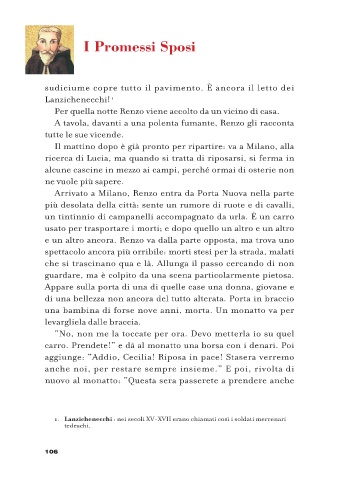 I Promessi Sposi
sudiciume copre tutto il pavimento. È ancora il letto dei
Lanzichenecchi!¹
Per quella notte Renzo viene accolto da un vicino di casa.
A tavola, davanti a una polenta fumante, Renzo gli racconta
tutte le sue vicende.
Il mattino dopo è già pronto per ripartire: va a Milano, alla
ricerca di Lucia, ma quando si tratta di riposarsi, si ferma in
alcune cascine in mezzo ai campi, perché ormai di osterie non
ne vuole più sapere.
Arrivato a Milano, Renzo entra da Porta Nuova nella parte
più desolata della città: sente un rumore di ruote e di cavalli,
un tintinnio di campanelli accompagnato da urla. È un carro
usato per trasportare i morti; e dopo quello un altro e un altro
e un altro ancora. Renzo va dalla parte opposta, ma trova uno
spettacolo ancora più orribile: morti stesi per la strada, malati
che si trascinano qua e là. Allunga il passo cercando di non
guardare, ma è colpito da una scena particolarmente pietosa.
Appare sulla porta di una di quelle case una donna, giovane e
di una bellezza non ancora del tutto alterata. Porta in braccio
una bambina di forse nove anni, morta. Un monatto va per
levargliela dalle braccia.
"No, non me la toccate per ora. Devo metterla io su quel
carro. Prendete!" e dà al monatto una borsa con i denari. Poi
aggiunge: "Addio, Cecilia! Riposa in pace! Stasera verremo
anche noi, per restare sempre insieme." E poi, rivolta di
nuovo al monatto: "Questa sera passerete a prendere anche
1. Lanzichenecchi : nei secoli XV-XVII erano chiamati così i soldati mercenari
tedeschi.
106